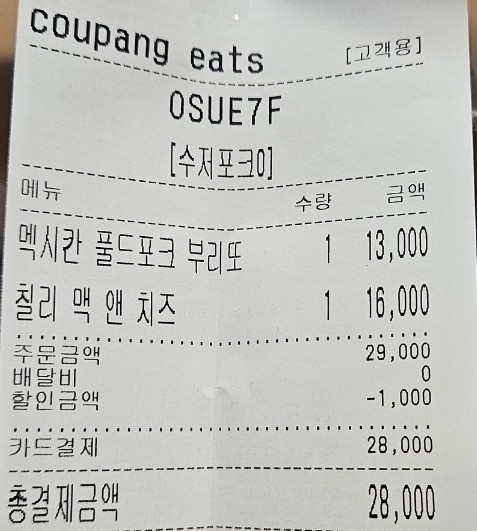 coupang eats [고객용]
0SUE7F
[수저포크0]
메뉴 수량 금액
멕시칸 풀드포크 부리또 1 13,000
칠리 맥 앤 치즈 1 16,000
주문금액 29,000
배달비 0
할인금액 -1,000
카드결제 28,000
총결제금액 28,000